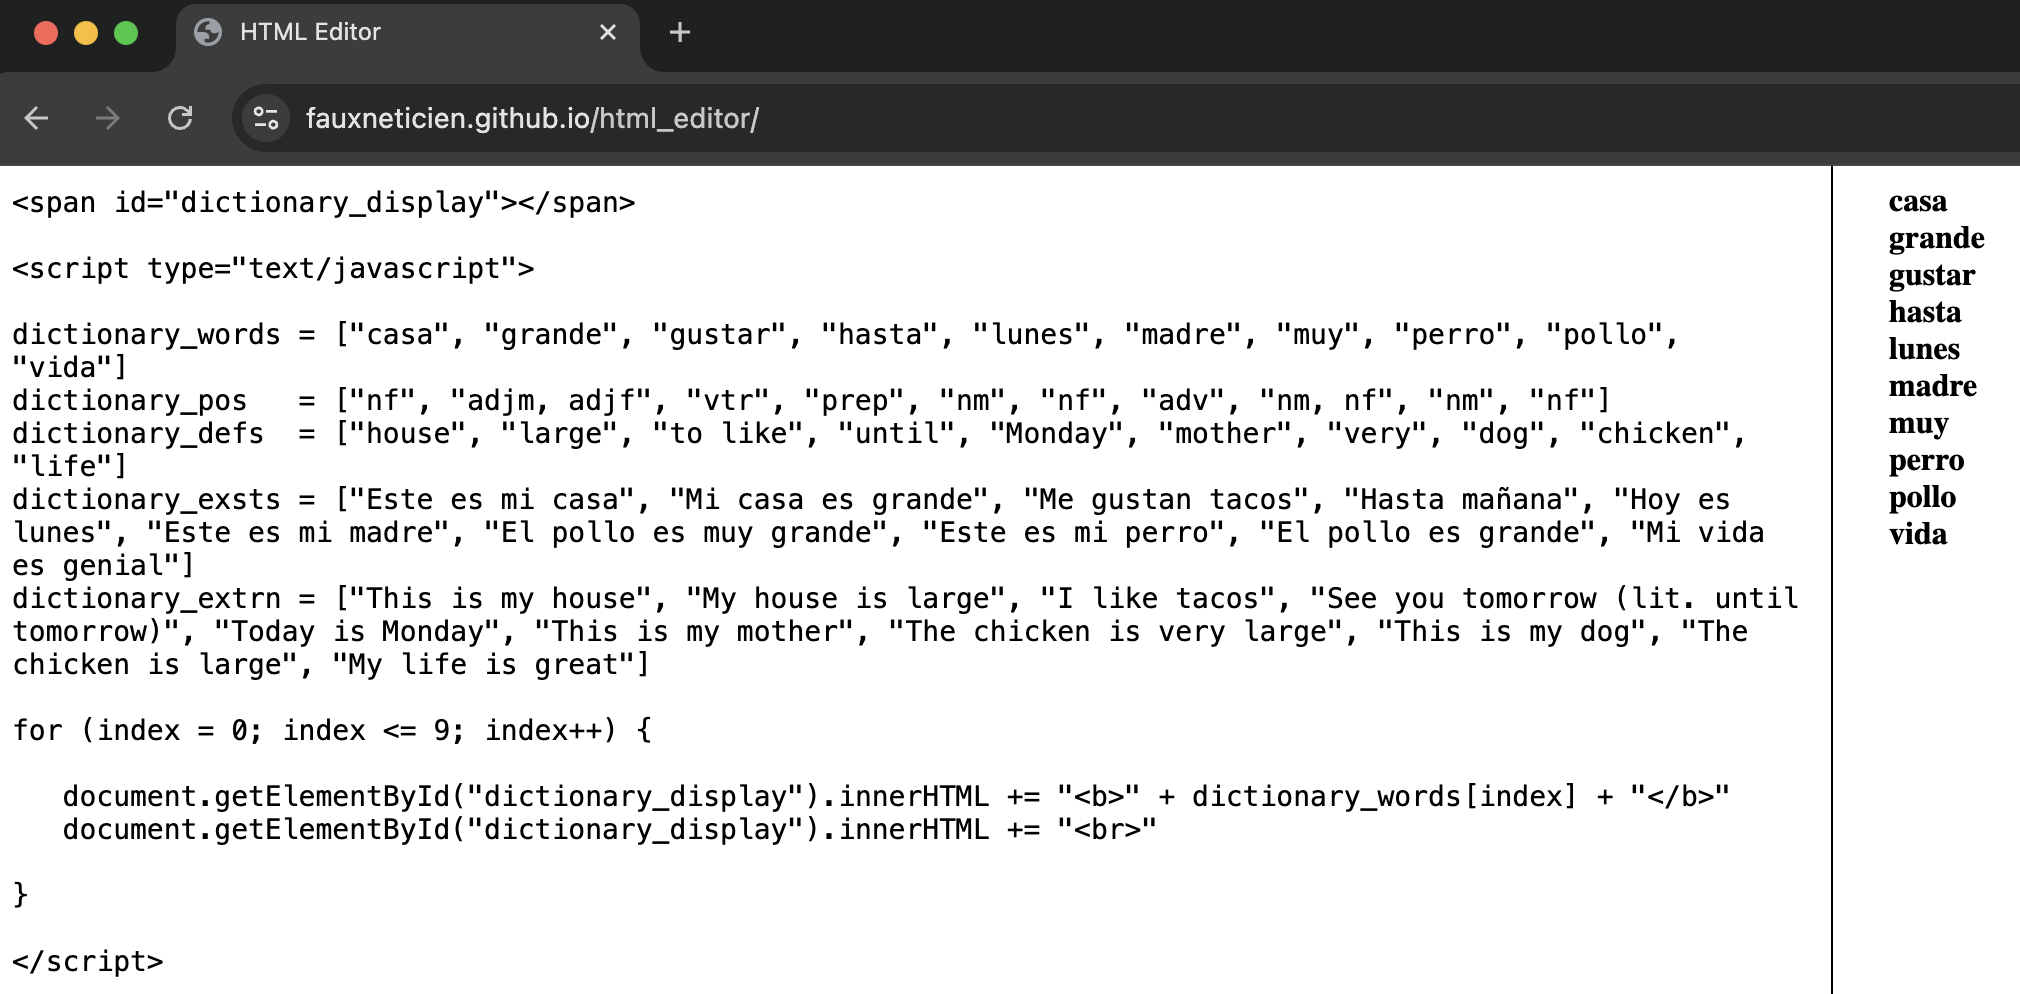 HTML Editor
fauxneticien.github.io/html_editor/
<span id="dictionary_display"></span>
<script type="text/javascript">
dictionary_words = ["casa", "grande", "gustar", "hasta", "lunes", "madre", "muy", "perro", "pollo",
"vida"]
dictionary_pos   = ["nf", "adjm, adjf", "vtr", "prep", "nm", "nf", "adv", "nm, nf", "nm", "nf"]
dictionary_defs  = ["house", "large", "to like", "until", "Monday", "mother", "very", "dog", "chicken",
"life"]
dictionary_exsts = ["Este es mi casa", "Mi casa es grande", "Me gustan tacos", "Hasta mañana", "Hoy es
lunes", "Este es mi madre", "El pollo es muy grande", "Este es mi perro", "El pollo es grande", "Mi vida
es genial"]
dictionary_extrn = ["This is my house", "My house is large", "I like tacos", "See you tomorrow (lit. until
tomorrow)", "Today is Monday", "This is my mother", "The chicken is very large", "This is my dog", "The
chicken is large", "My life is great"]
for (index = 0; index <= 9; index++) {
   document.getElementById("dictionary_display").innerHTML += "<b>" + dictionary_words[index] + "</b>"
   document.getElementById("dictionary_display").innerHTML += "<br>"
}
</script>
casa
grande
gustar
hasta
lunes
madre
muy
perro
pollo
vida